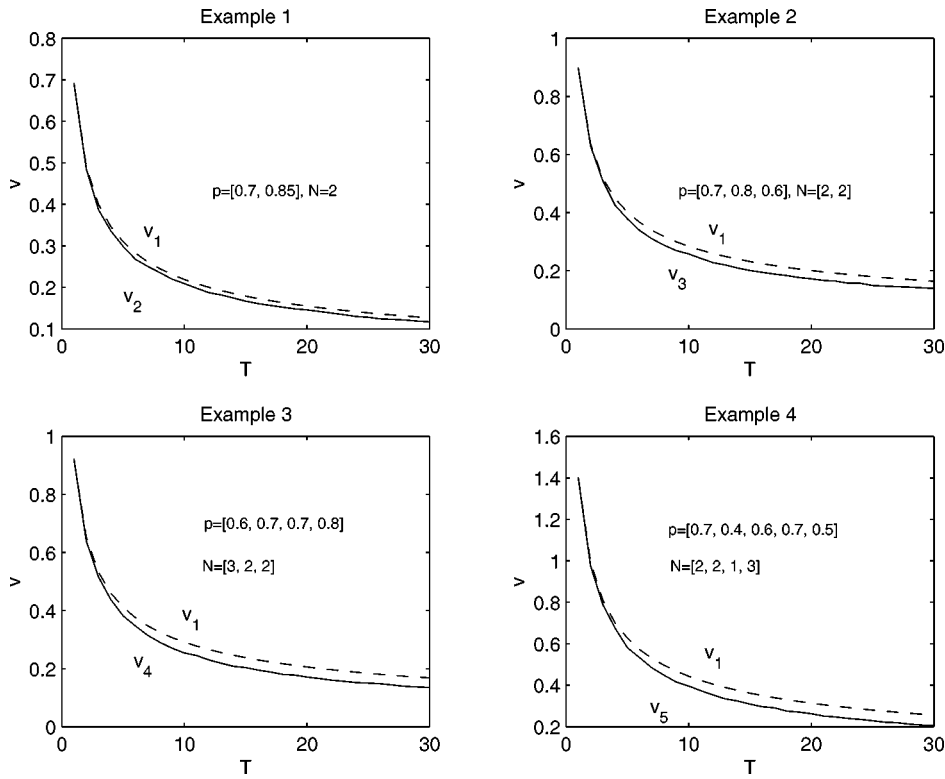 Example 1
0.8
0.7
0.6
0.5
0.4
0.3
0.2
0.1
v
p=[0.7, 0.85], N=2
v1
v2
0
10
20
30
T
Example 2
1
0.8
0.6
0.4
0.2
0
v
p=[0.7, 0.8, 0.6], N=[2, 2]
v1
v3
0
10
20
30
T
Example 3
1
0.8
0.6
0.4
0.2
0
v
p=[0.6, 0.7, 0.7, 0.8]
N=[3, 2, 2]
v1
v4
0
10
20
30
T
Example 4
1.6
1.4
1.2
1
0.8
0.6
0.4
0.2
v
p=[0.7, 0.4, 0.6, 0.7, 0.5]
N=[2, 2, 1, 3]
v1
v5
0
10
20
30
T